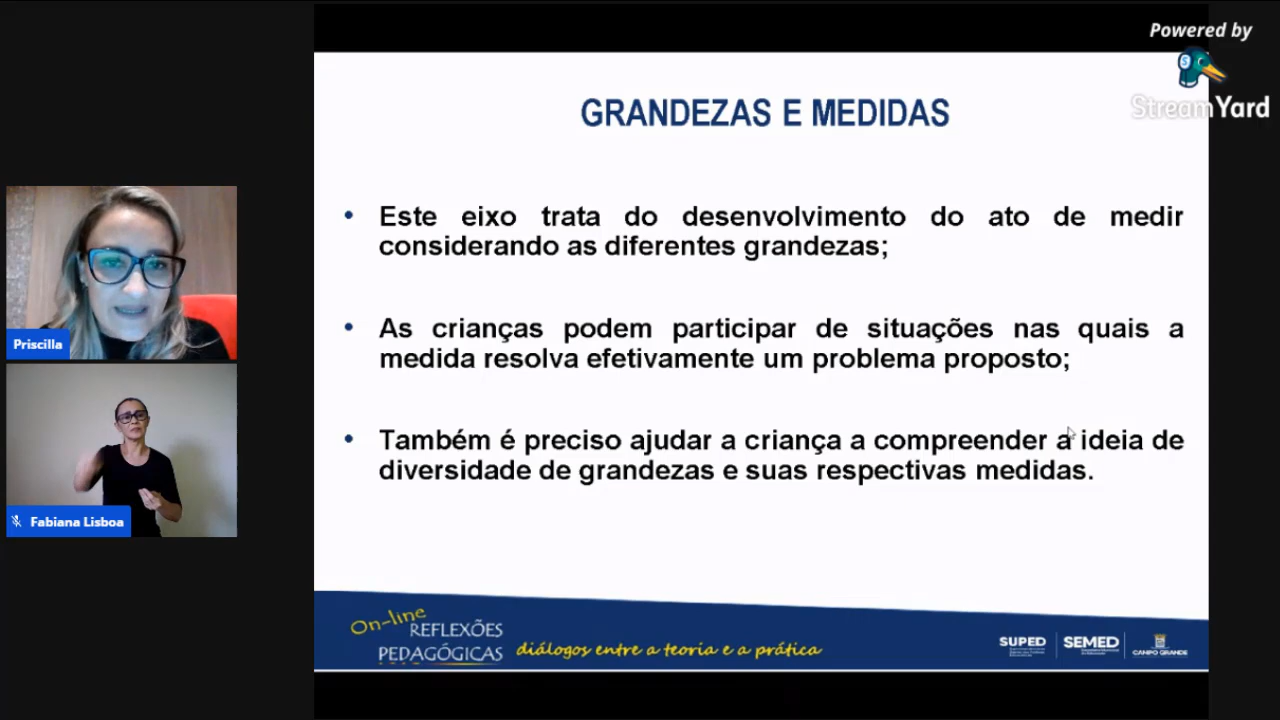 Powered by
StreamYard
GRANDEZAS E MEDIDAS
• Este eixo trata do desenvolvimento do ato de medir
considerando as diferentes grandezas;
• As crianças podem participar de situações nas quais a
medida resolva efetivamente um problema proposto;
• Também é preciso ajudar a criança a compreender a ideia de
diversidade de grandezas e suas respectivas medidas.
Priscilla
Fabiana Lisboa
On-line
REFLEXÕES
PEDAGÓGICAS
diálogos entre a teoria e a prática
SUPED
SEMED
CAMPO GRANDE